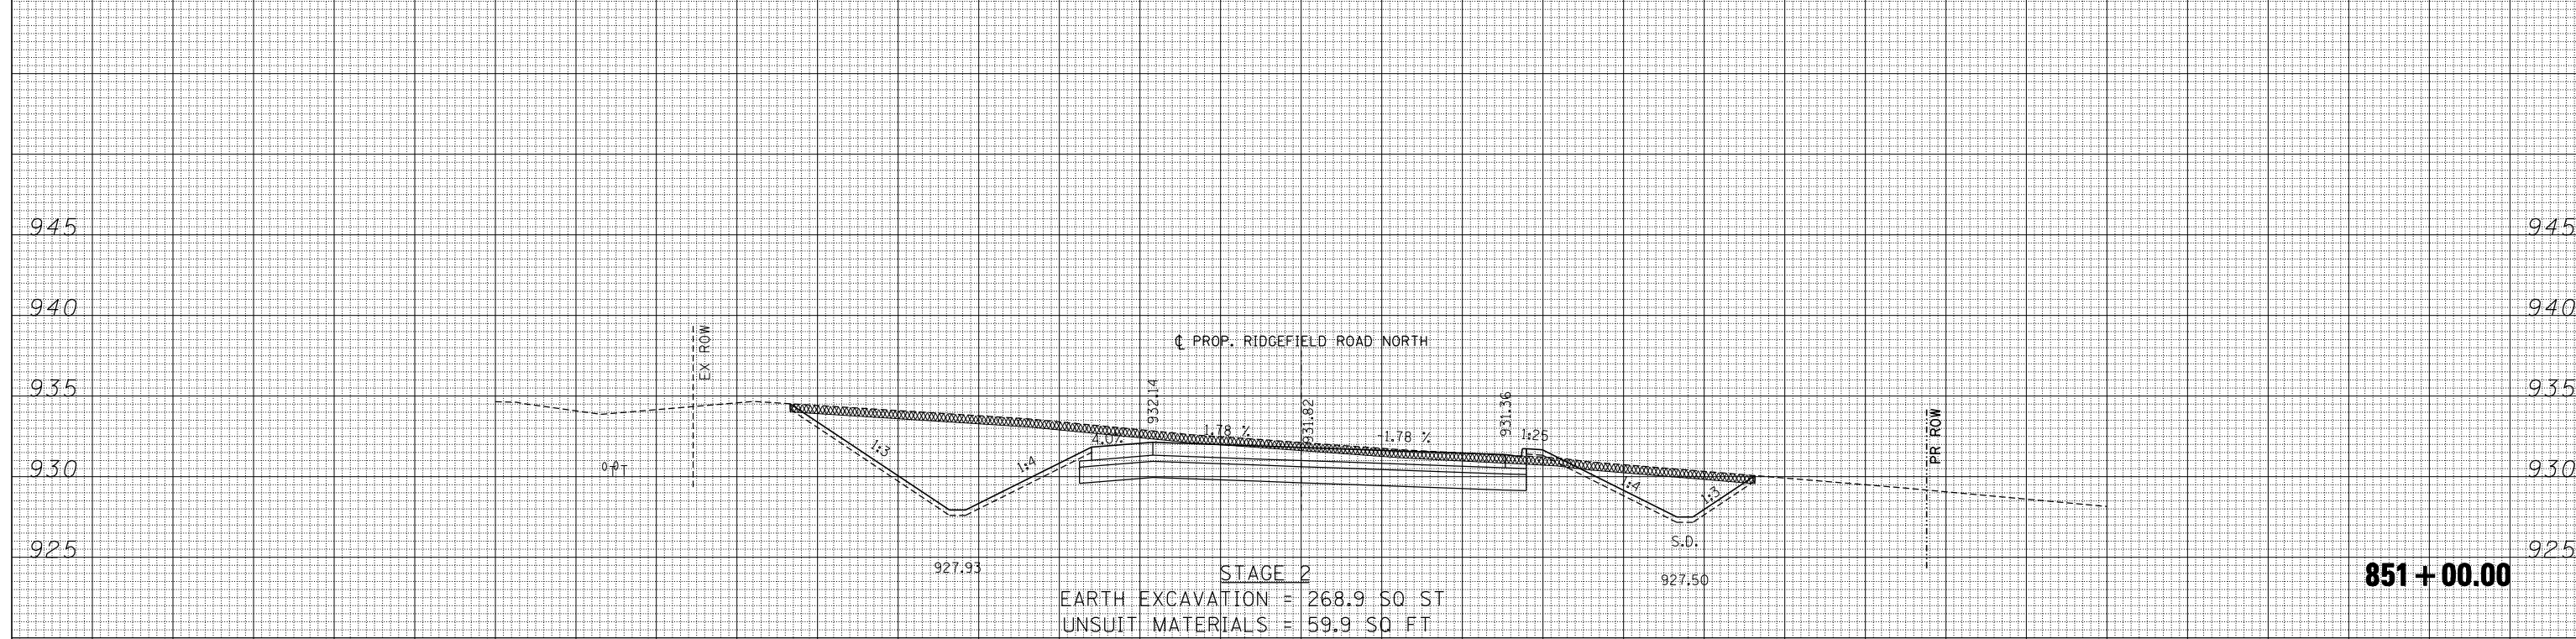 945 945
940 940
EX ROW
℄ PROP. RIDGEFIELD ROAD NORTH
935 935
932.14
931.82
931.36
PR ROW
4.0%
1.78 %
-1.78 %
1:25
1:3
1:4
1:4
1:3
930 930
S.D.
925 925
927.93
927.50
STAGE 2
851 + 00.00
EARTH EXCAVATION = 268.9 SQ ST
UNSUIT MATERIALS = 59.9 SQ FT